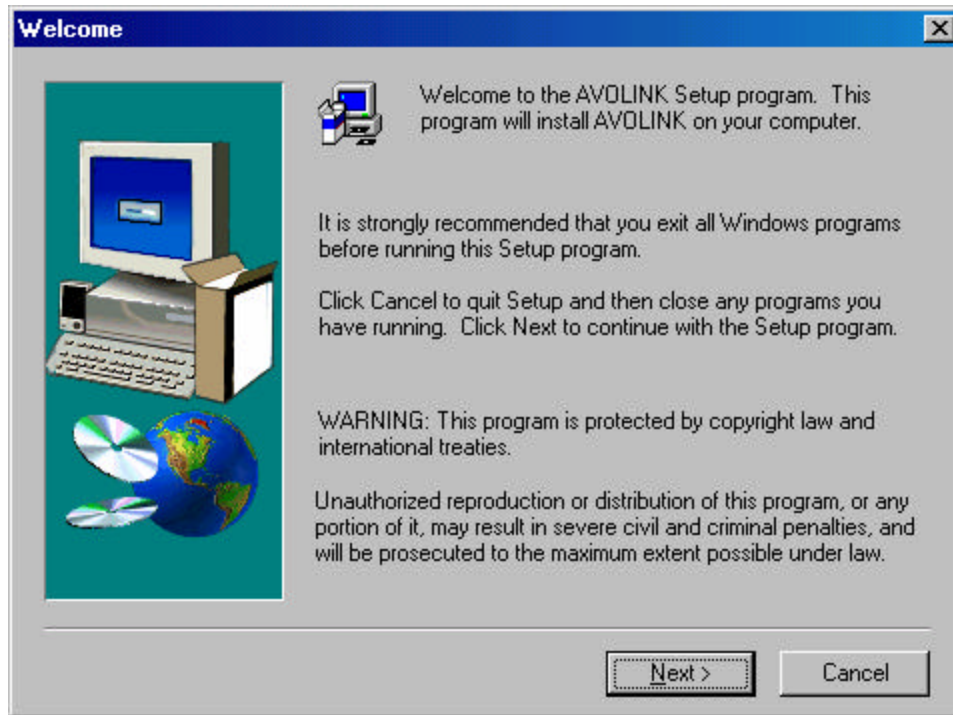 Welcome
Welcome to the AVOLINK Setup program.  This
program will install AVOLINK on your computer.
It is strongly recommended that you exit all Windows programs
before running this Setup program.
Click Cancel to quit Setup and then close any programs you
have running.  Click Next to continue with the Setup program.
WARNING: This program is protected by copyright law and
international treaties.
Unauthorized reproduction or distribution of this program, or any
portion of it, may result in severe civil and criminal penalties, and
will be prosecuted to the maximum extent possible under law.
Next >
Cancel